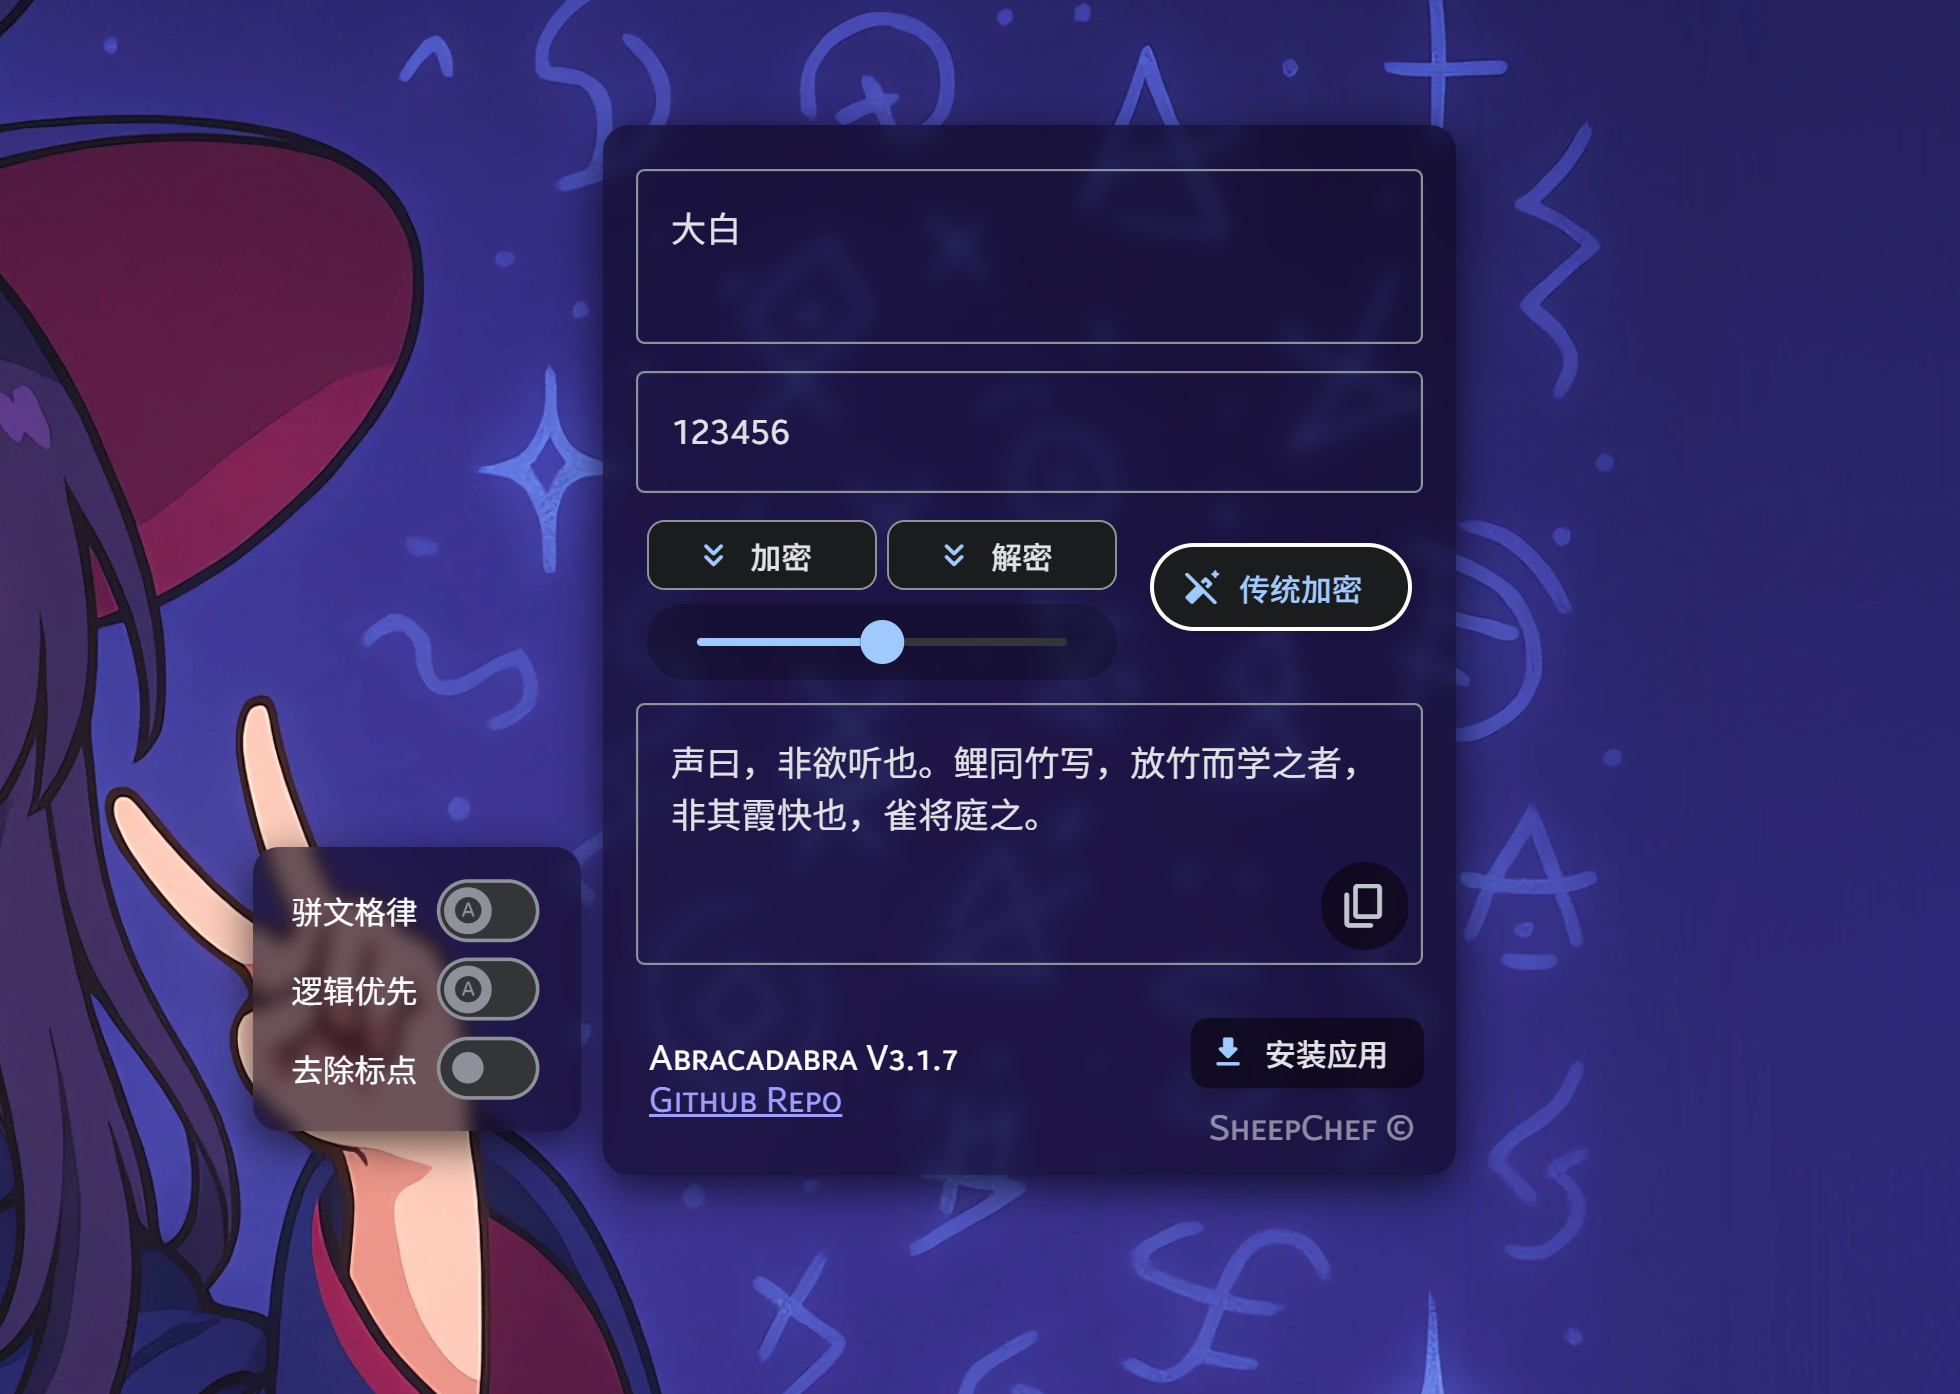 大白
123456
加密
解密
传统加密
声曰，非欲听也。鲤同竹写，放竹而学之者，
非其霞快也，雀将庭之。
骈文格律
逻辑优先
去除标点
Abracadabra V3.1.7
Github Repo
安装应用
SheepChef ©